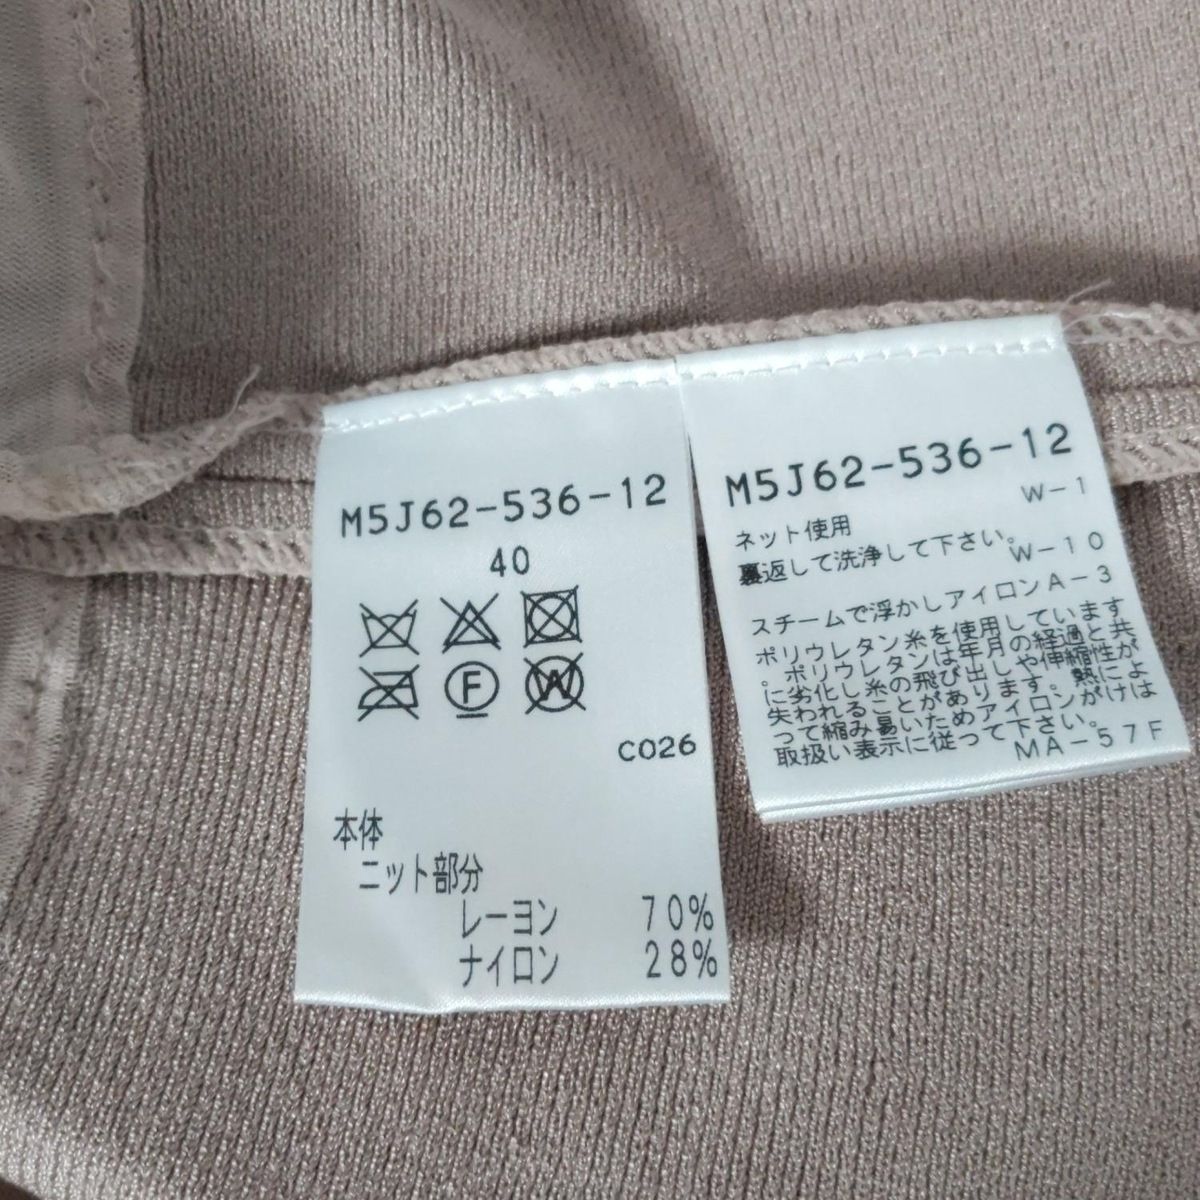 M5J62-536-12
40
F
W
C026
本体
ニット部分
レーヨン 70%
ナイロン 28%
M5J62-536-12
W-1
ネット使用
裏返して洗浄して下さい。
W-10
スチームで浮かしアイロンA-3
ポリウレタン糸を使用しています
。ポリウレタンは年月の経過と共
に劣化し糸の飛び出しや伸縮性が
失われることがあります。熱によ
って縮み易いためアイロンがけは
取扱い表示に従って下さい。
MA-57F